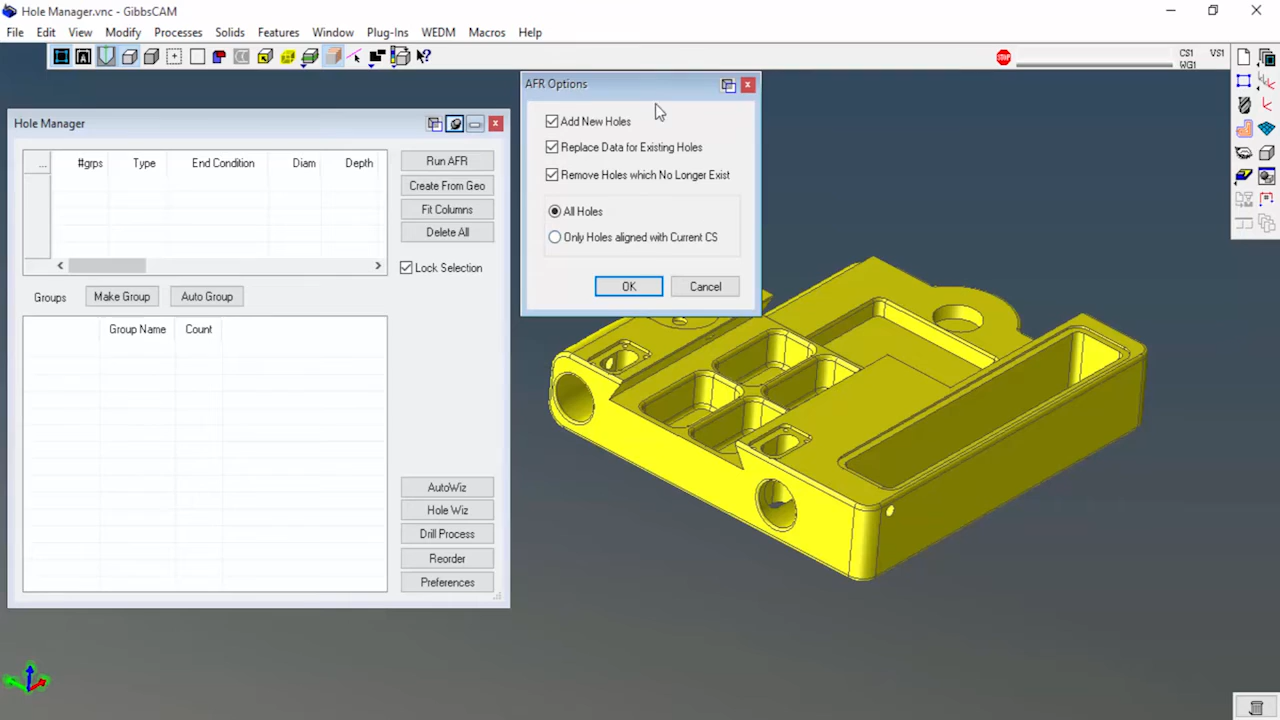 Hole Manager.vnc - GibbsCAM
File Edit View Modify Processes Solids Features Window Plug-Ins WEDM Macros Help
CS1 VS1
WG1
AFR Options
Add New Holes
Replace Data for Existing Holes
Remove Holes which No Longer Exist
All Holes
Only Holes aligned with Current CS
OK Cancel
Hole Manager
... #grps Type End Condition Diam Depth
Run AFR
Create From Geo
Fit Columns
Delete All
Lock Selection
Groups Make Group Auto Group
Group Name Count
AutoWiz
Hole Wiz
Drill Process
Reorder
Preferences